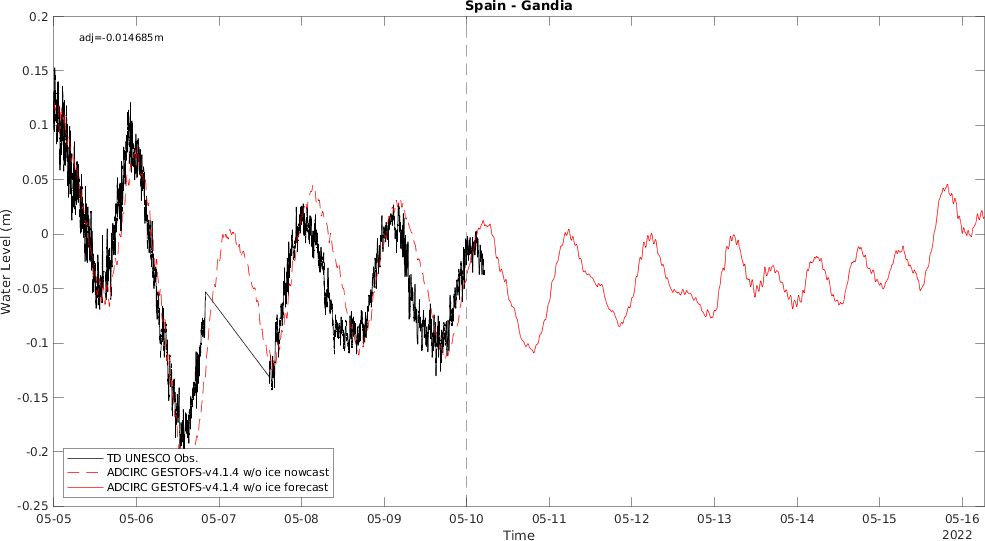 Spain - Gandia
adj=-0.014685m
0.2
0.15
0.1
0.05
0
-0.05
-0.1
-0.15
-0.2
-0.25
Water Level (m)
TD UNESCO Obs.
ADCIRC GESTOFS-v4.1.4 w/o ice nowcast
ADCIRC GESTOFS-v4.1.4 w/o ice forecast
05-05 05-06 05-07 05-08 05-09 05-10 05-11 05-12 05-13 05-14 05-15 05-16
Time
2022